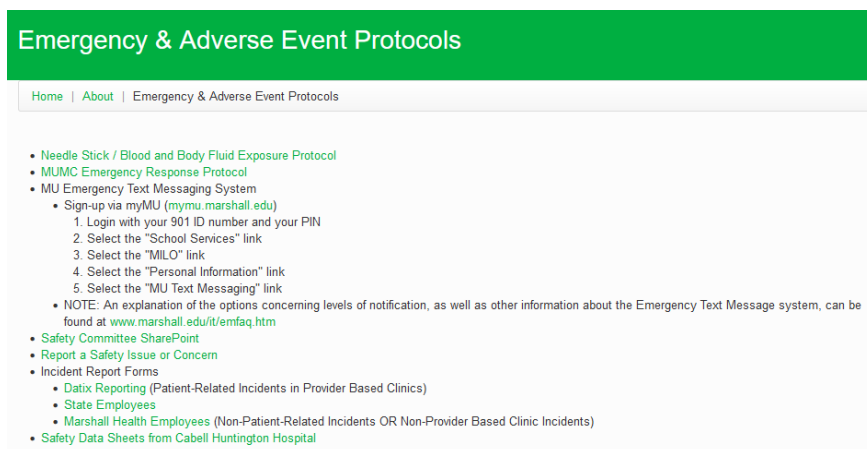 Emergency & Adverse Event Protocols
Home | About | Emergency & Adverse Event Protocols
• Needle Stick / Blood and Body Fluid Exposure Protocol
• MUMC Emergency Response Protocol
• MU Emergency Text Messaging System
• Sign-up via myMU (mymu.marshall.edu)
1. Login with your 901 ID number and your PIN
2. Select the "School Services" link
3. Select the "MILO" link
4. Select the "Personal Information" link
5. Select the "MU Text Messaging" link
• NOTE: An explanation of the options concerning levels of notification, as well as other information about the Emergency Text Message system, can be
found at www.marshall.edu/it/emfaq.htm
• Safety Committee SharePoint
• Report a Safety Issue or Concern
• Incident Report Forms
• Datix Reporting (Patient-Related Incidents in Provider Based Clinics)
• State Employees
• Marshall Health Employees (Non-Patient-Related Incidents OR Non-Provider Based Clinic Incidents)
• Safety Data Sheets from Cabell Huntington Hospital